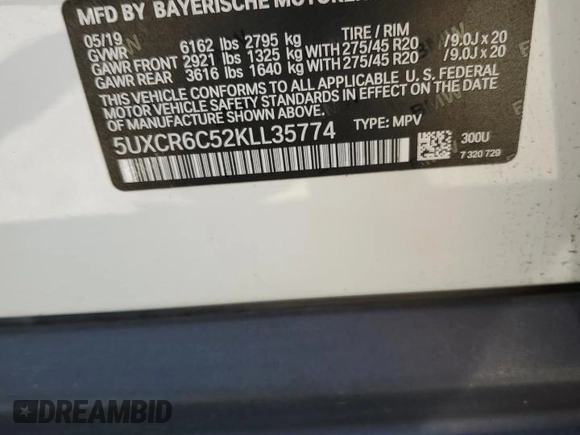 MFD BY BAYERISCHE MOTOREN
05/19 TIRE / RIM
GVWR 6162 lbs 2795 kg
GAWR FRONT 2921 lbs 1325 kg WITH 275/45 R20 /9.0J x 20
GAWR REAR 3616 lbs 1640 kg WITH 275/45 R20 /9.0J x 20
THIS VEHICLE CONFORMS TO ALL APPLICABLE U. S. FEDERAL
MOTOR VEHICLE SAFETY STANDARDS IN EFFECT ON THE DATE
OF MANUFACTURE SHOWN ABOVE.
5UXCR6C52KLL35774 TYPE: MPV
300U
7 320 729
DREAMBID